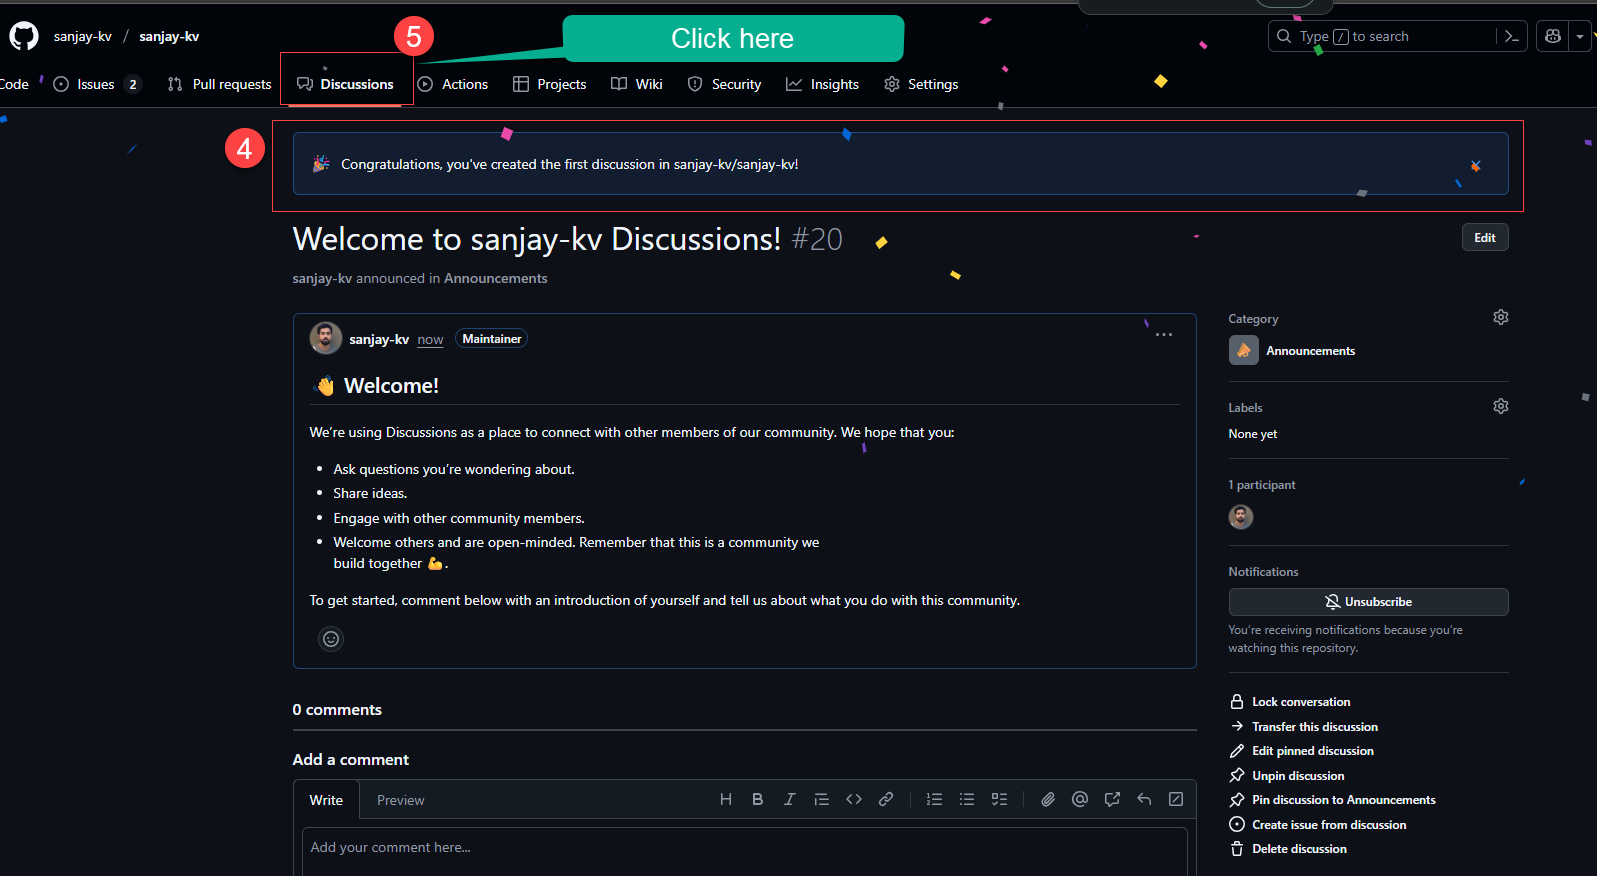 sanjay-kv / sanjay-kv
5
Click here
Type / to search
Code
Issues 2
Pull requests
Discussions
Actions
Projects
Wiki
Security
Insights
Settings
4
Congratulations, you've created the first discussion in sanjay-kv/sanjay-kv!
Welcome to sanjay-kv Discussions! #20
Edit
sanjay-kv announced in Announcements
sanjay-kv now Maintainer
👋 Welcome!
We’re using Discussions as a place to connect with other members of our community. We hope that you:
• Ask questions you’re wondering about.
• Share ideas.
• Engage with other community members.
• Welcome others and are open-minded. Remember that this is a community we
build together 💪.
To get started, comment below with an introduction of yourself and tell us about what you do with this community.
0 comments
Add a comment
Write
Preview
Add your comment here...
Category
Announcements
Labels
None yet
1 participant
Notifications
Unsubscribe
You’re receiving notifications because you’re
watching this repository.
Lock conversation
Transfer this discussion
Edit pinned discussion
Unpin discussion
Pin discussion to Announcements
Create issue from discussion
Delete discussion